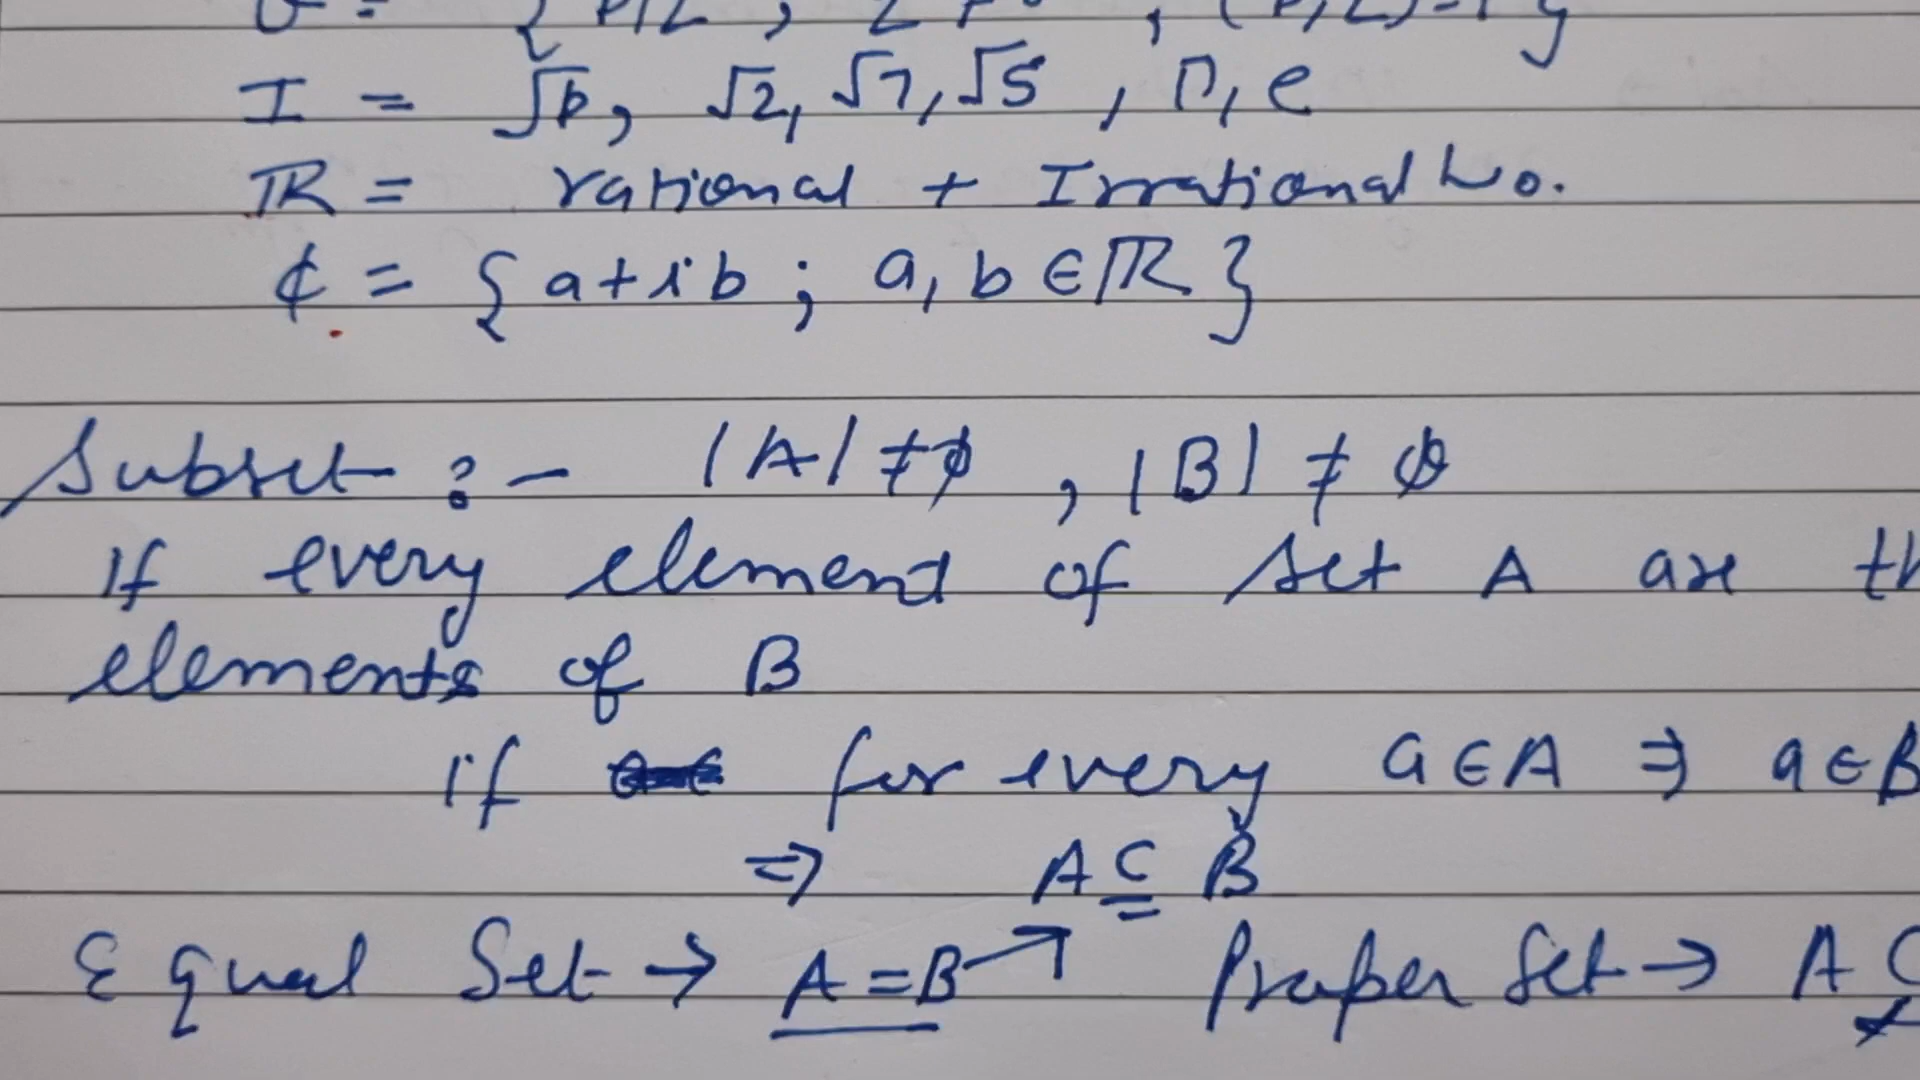 I = √p, √2, √7, √5, π, e
ℝ = rational + Irrational No.
₵ = { a+ib ; a, b ∈ ℝ }
Subset :- |A| ≠ ϕ , |B| ≠ ϕ
If every element of set A are th
elements of B
if for every a∈A ⇒ a∈B
⇒ A ⊆ B
Equal Set → A = B → Proper Set → A ⊊